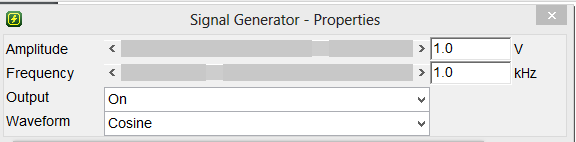 Signal Generator - Properties
Amplitude 1.0 V
Frequency 1.0 kHz
Output On
Waveform Cosine